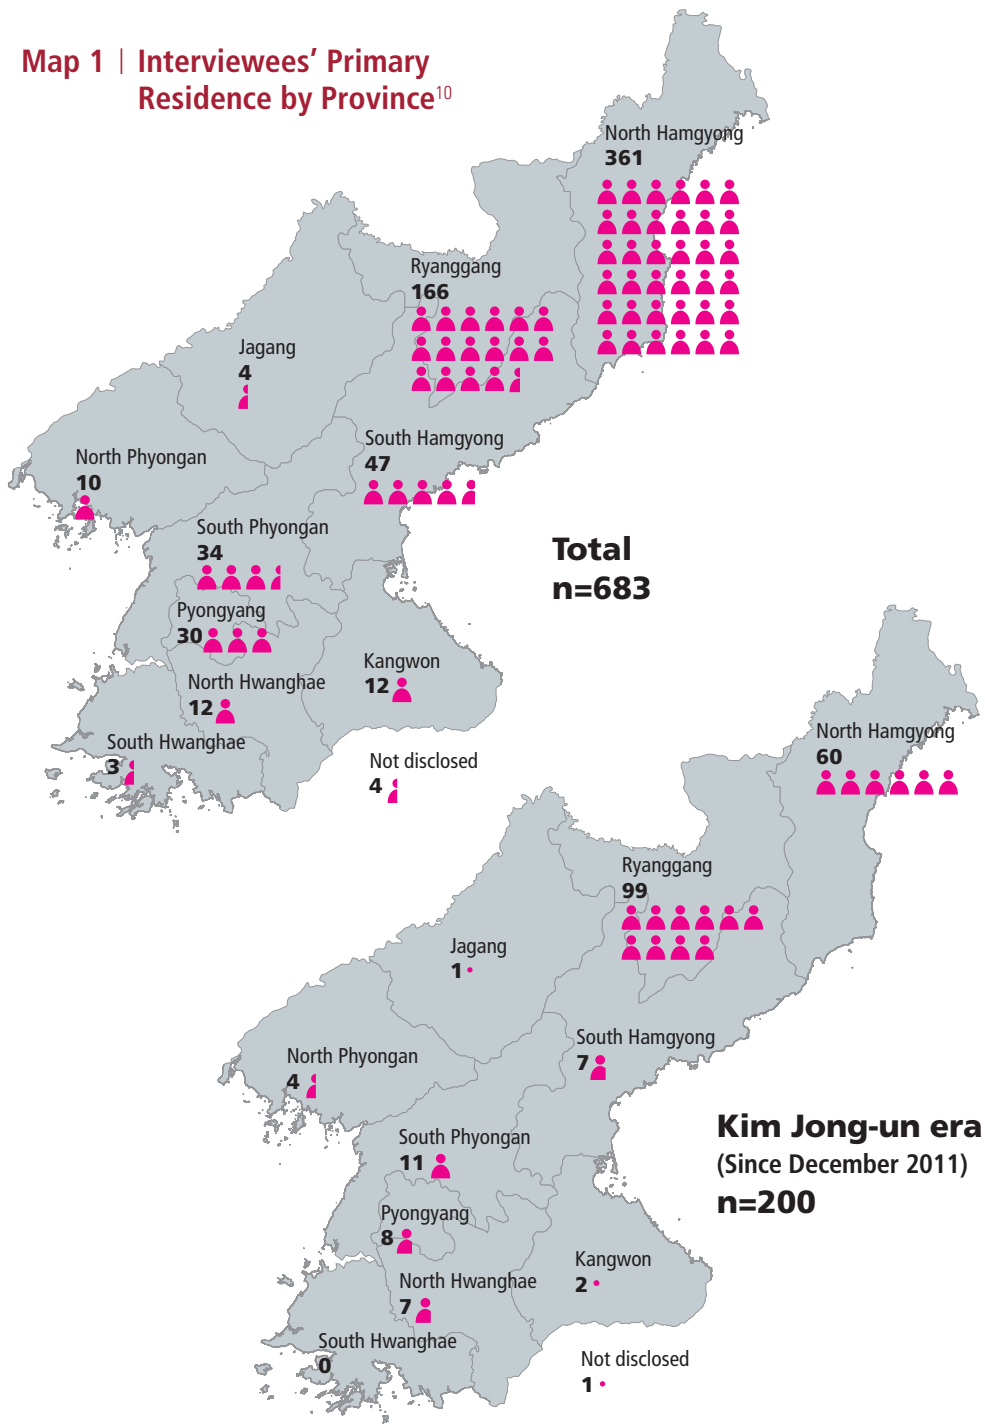 Map 1 | Interviewees’ Primary
Residence by Province10
North Hamgyong
361
Ryanggang
166
Jagang
4
South Hamgyong
47
North Phyongan
10
South Phyongan
34
Pyongyang
30
Kangwon
12
North Hwanghae
12
South Hwanghae
3
Not disclosed
4
Total
n=683
North Hamgyong
60
Ryanggang
99
Jagang
1
South Hamgyong
7
North Phyongan
4
South Phyongan
11
Pyongyang
8
Kangwon
2
North Hwanghae
7
South Hwanghae
0
Not disclosed
1
Kim Jong-un era
(Since December 2011)
n=200